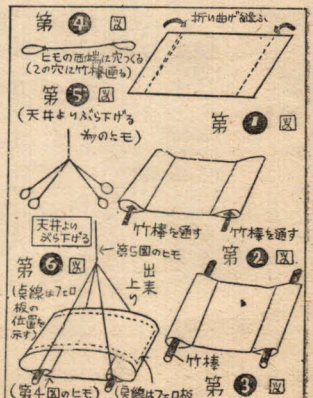 第 4 図
ヒモの両端に穴つくる
(この穴に竹棒通る)
折り曲げ縫ふ
第 5 図
(天井よりぶら下げる
ヒモ)
第 1 図
竹棒を通す
竹棒を通す
第 2 図
竹棒
第 3 図
天井より
ぶら下げる
第5図のヒモ
第 6 図
出来上り
(点線はフェロ
板の
位置を
示す)
(第4図のヒモ)
(点線はフェロ板